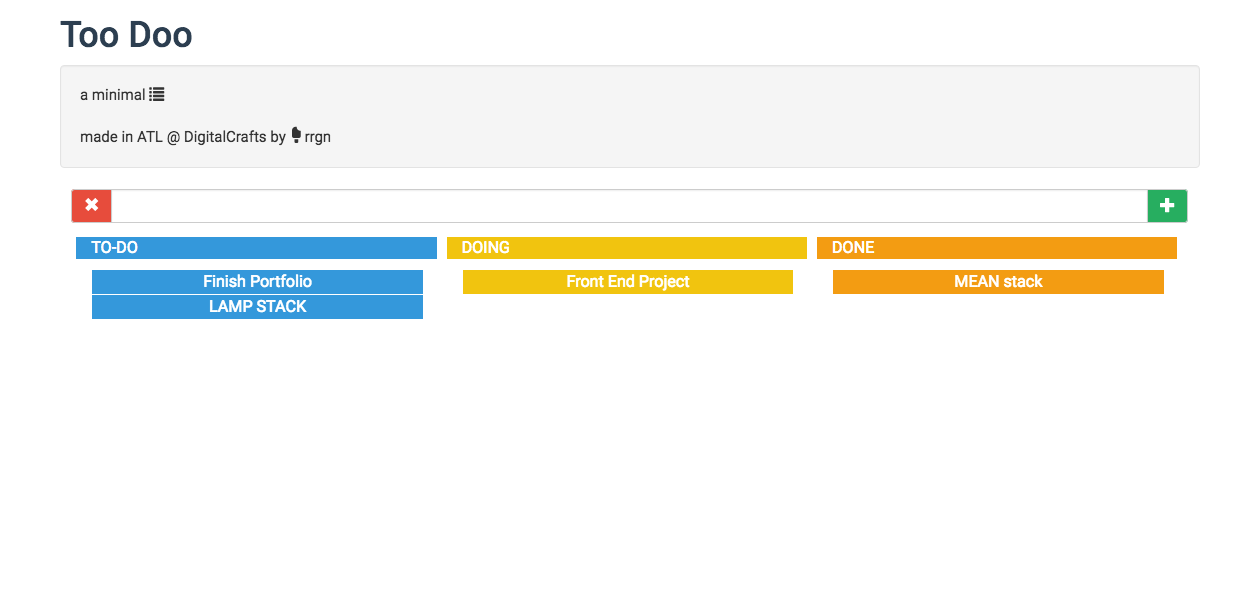 Too Doo
a minimal
made in ATL @ DigitalCrafts by rrgn
TO-DO
DOING
DONE
Finish Portfolio
Front End Project
MEAN stack
LAMP STACK